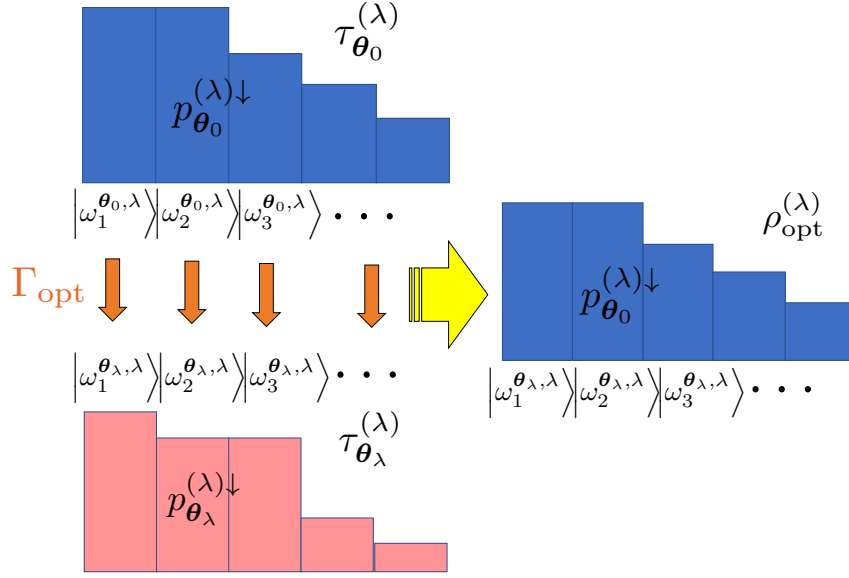 τ_{θ_0}^{(λ)}
p_{θ_0}^{(λ)↓}
|ω_1^{θ_0,λ}⟩|ω_2^{θ_0,λ}⟩|ω_3^{θ_0,λ}⟩ • • •
Γ_opt
ρ_opt^{(λ)}
p_{θ_0}^{(λ)↓}
|ω_1^{θ_λ,λ}⟩|ω_2^{θ_λ,λ}⟩|ω_3^{θ_λ,λ}⟩ • • •
|ω_1^{θ_λ,λ}⟩|ω_2^{θ_λ,λ}⟩|ω_3^{θ_λ,λ}⟩ • • •
τ_{θ_λ}^{(λ)}
p_{θ_λ}^{(λ)↓}